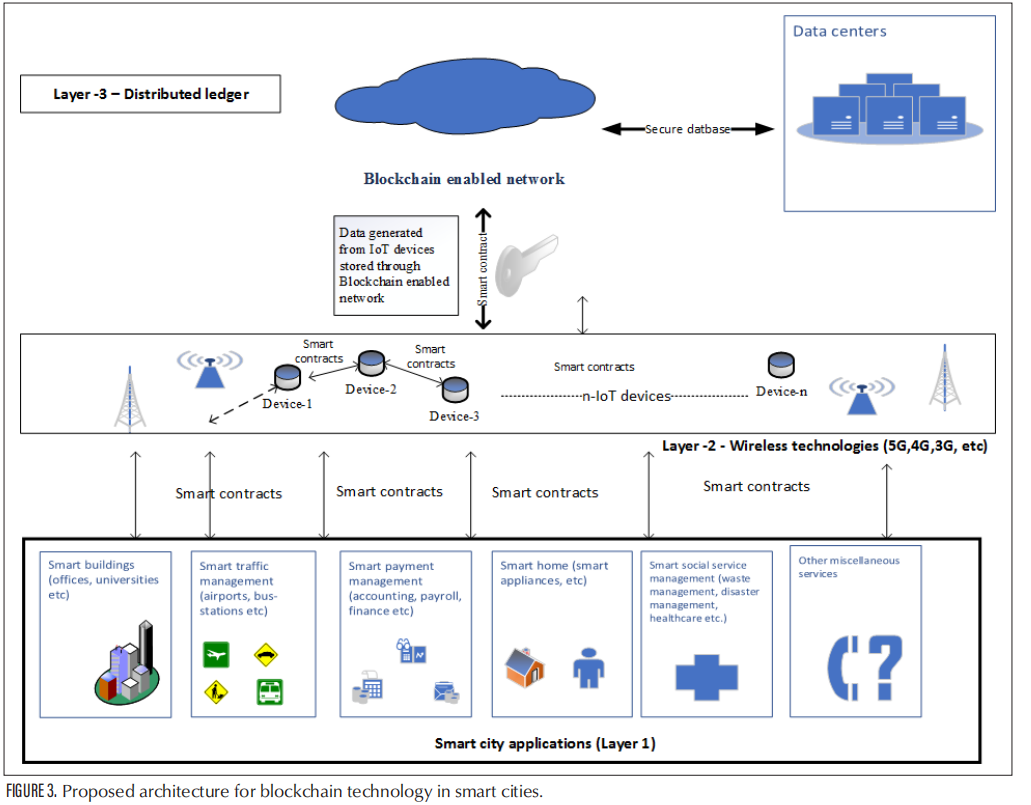 Data centers
Layer -3 – Distributed ledger
Secure datbase
Blockchain enabled network
Data generated
from IoT devices
stored through
Blockchain enabled
network
Smart contract
Smart
contracts
Smart
contracts
Smart contracts
Device-1
Device-2
Device-3
n-IoT devices
Device-n
Layer -2 - Wireless technologies (5G,4G,3G, etc)
Smart contracts
Smart contracts
Smart contracts
Smart contracts
Smart buildings
(offices, universities
etc)
Smart traffic
management
(airports, bus-
stations etc)
Smart payment
management
(accounting, payroll,
finance etc)
Smart home (smart
appliances, etc)
Smart social service
management (waste
management, disaster
management,
healthcare etc.)
Other miscellaneous
services
Smart city applications (Layer 1)
FIGURE 3. Proposed architecture for blockchain technology in smart cities.